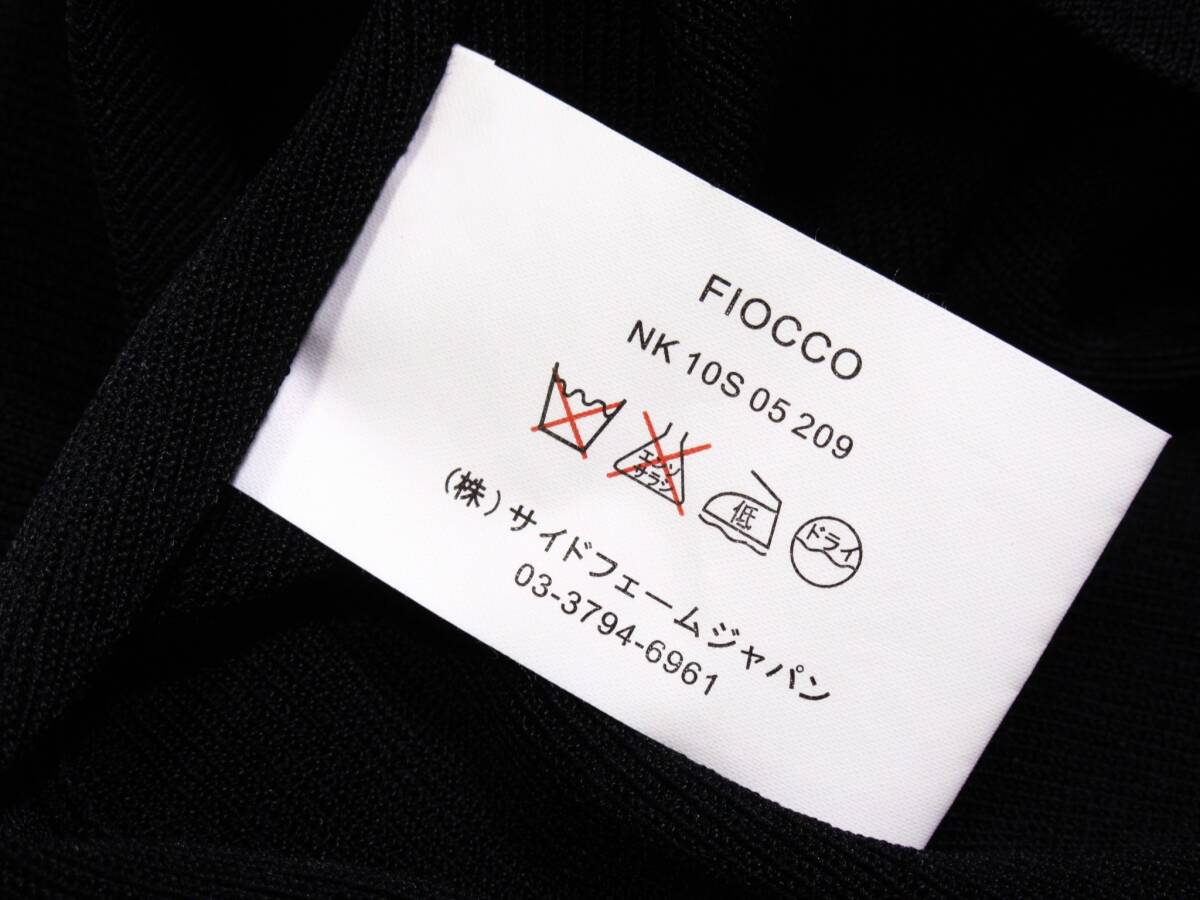 FIOCCO
NK 10S 05 209
エンソ
サラシ
低
ドライ
(株)サイドフェームジャパン
03-3794-6961